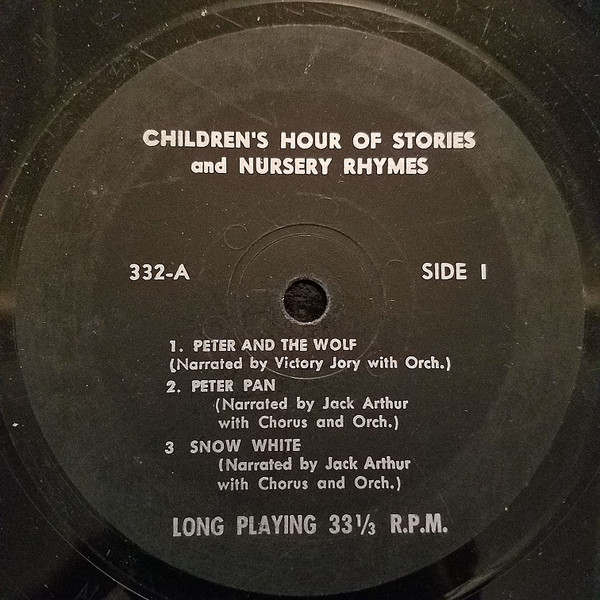 CHILDREN'S HOUR OF STORIES
and NURSERY RHYMES
332-A
SIDE I
1. PETER AND THE WOLF
(Narrated by Victory Jory with Orch.)
2. PETER PAN
(Narrated by Jack Arthur
with Chorus and Orch.)
3 SNOW WHITE
(Narrated by Jack Arthur
with Chorus and Orch.)
LONG PLAYING 33⅓ R.P.M.